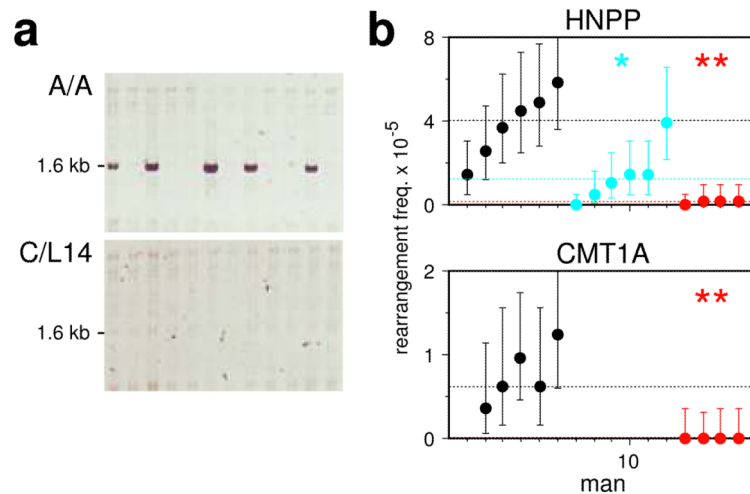 a
A/A
1.6 kb
C/L14
1.6 kb
b
HNPP
*
**
8
4
0
rearrangement freq. x 10-5
CMT1A
**
2
1
0
10
man